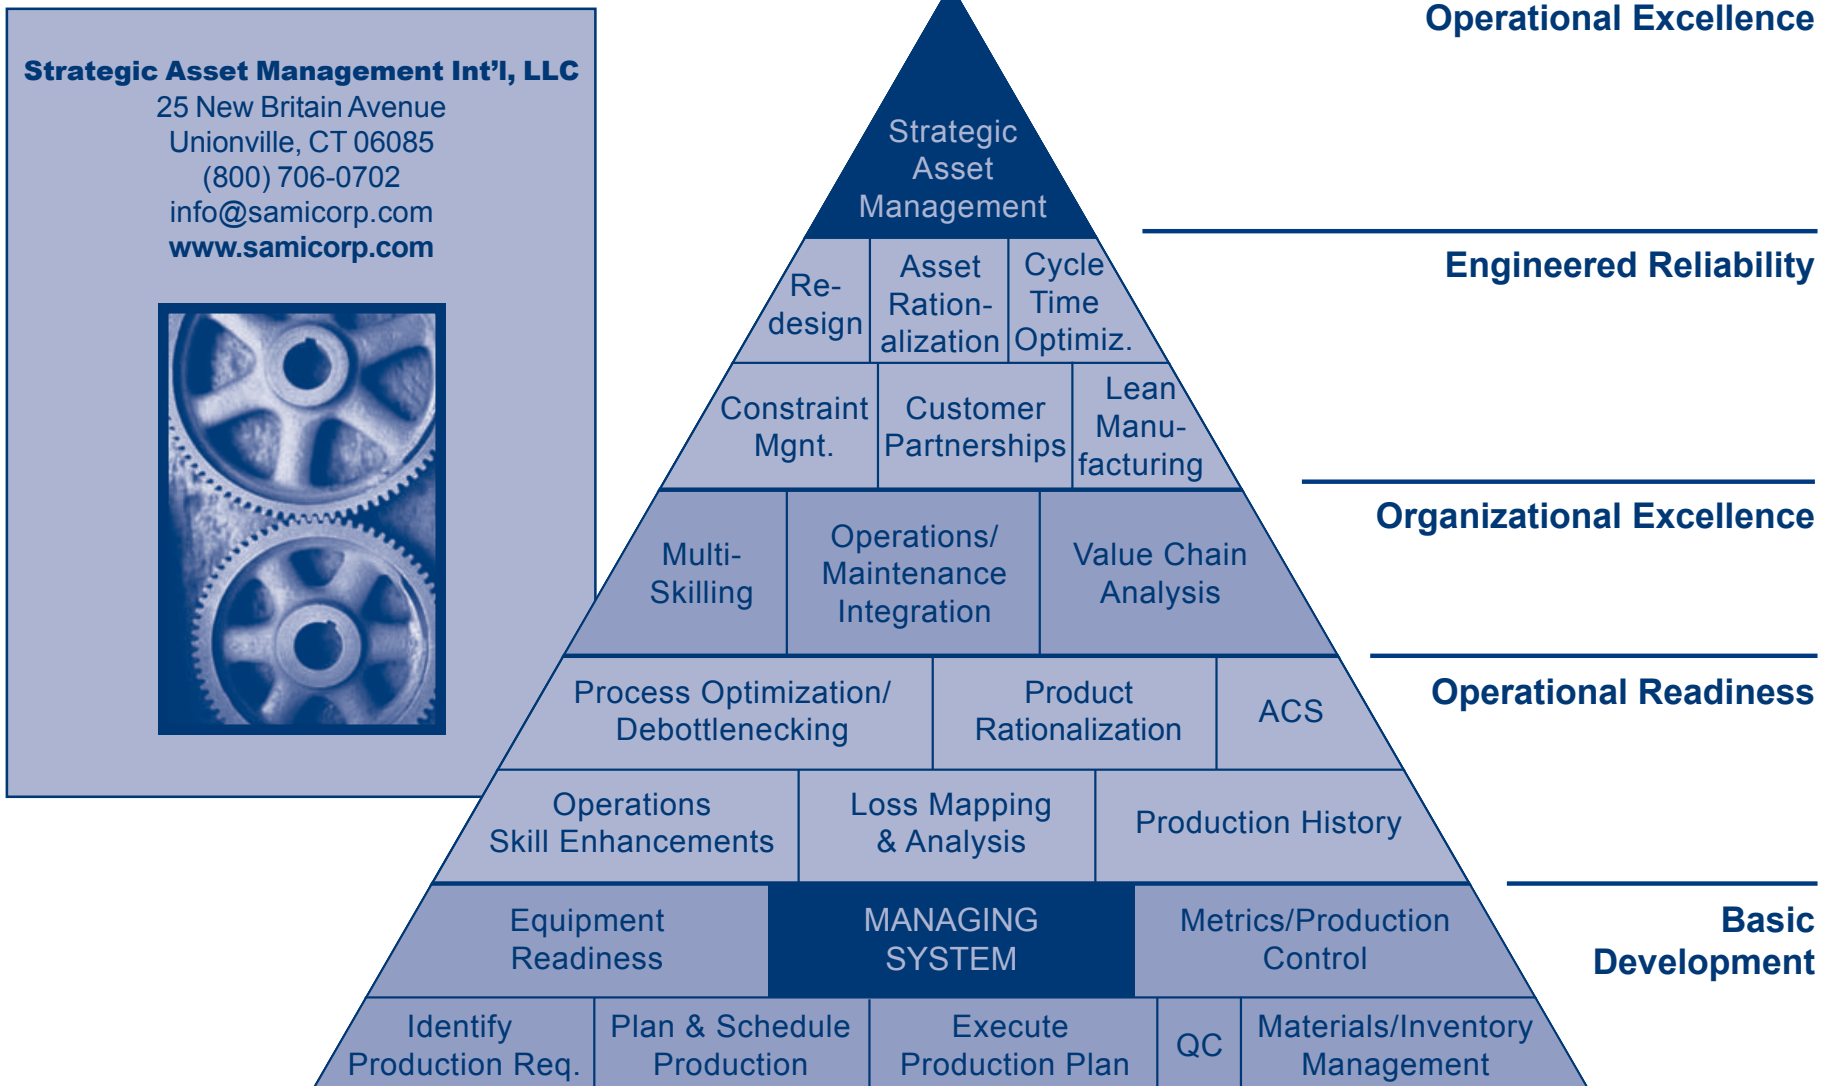 Strategic Asset Management Int'l, LLC
25 New Britain Avenue
Unionville, CT 06085
(800) 706-0702
info@samicorp.com
www.samicorp.com
Operational Excellence
Strategic
Asset
Management
Engineered Reliability
Re-
design
Asset
Ration-
alization
Cycle
Time
Optimiz.
Constraint
Mgnt.
Customer
Partnerships
Lean
Manu-
facturing
Organizational Excellence
Multi-
Skilling
Operations/
Maintenance
Integration
Value Chain
Analysis
Operational Readiness
Process Optimization/
Debottlenecking
Product
Rationalization
ACS
Operations
Skill Enhancements
Loss Mapping
& Analysis
Production History
Basic
Development
Equipment
Readiness
MANAGING
SYSTEM
Metrics/Production
Control
Identify
Production Req.
Plan & Schedule
Production
Execute
Production Plan
QC
Materials/Inventory
Management